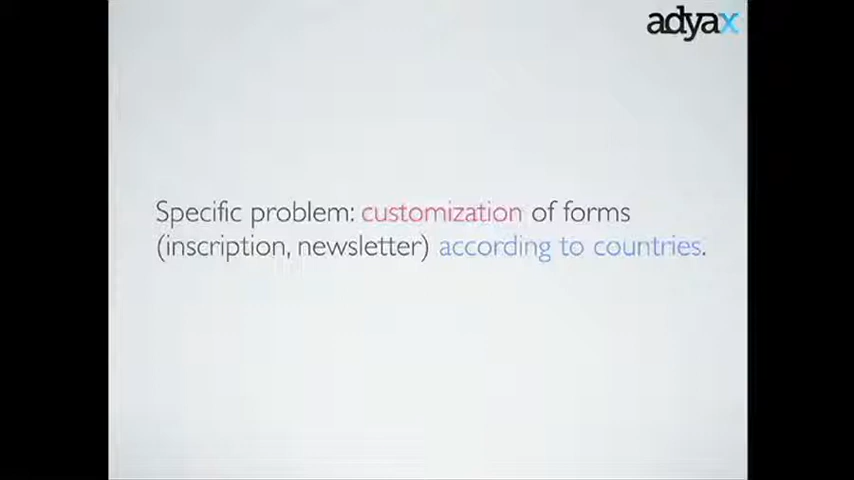 adyax
Specific problem: customization of forms
(inscription, newsletter) according to countries.